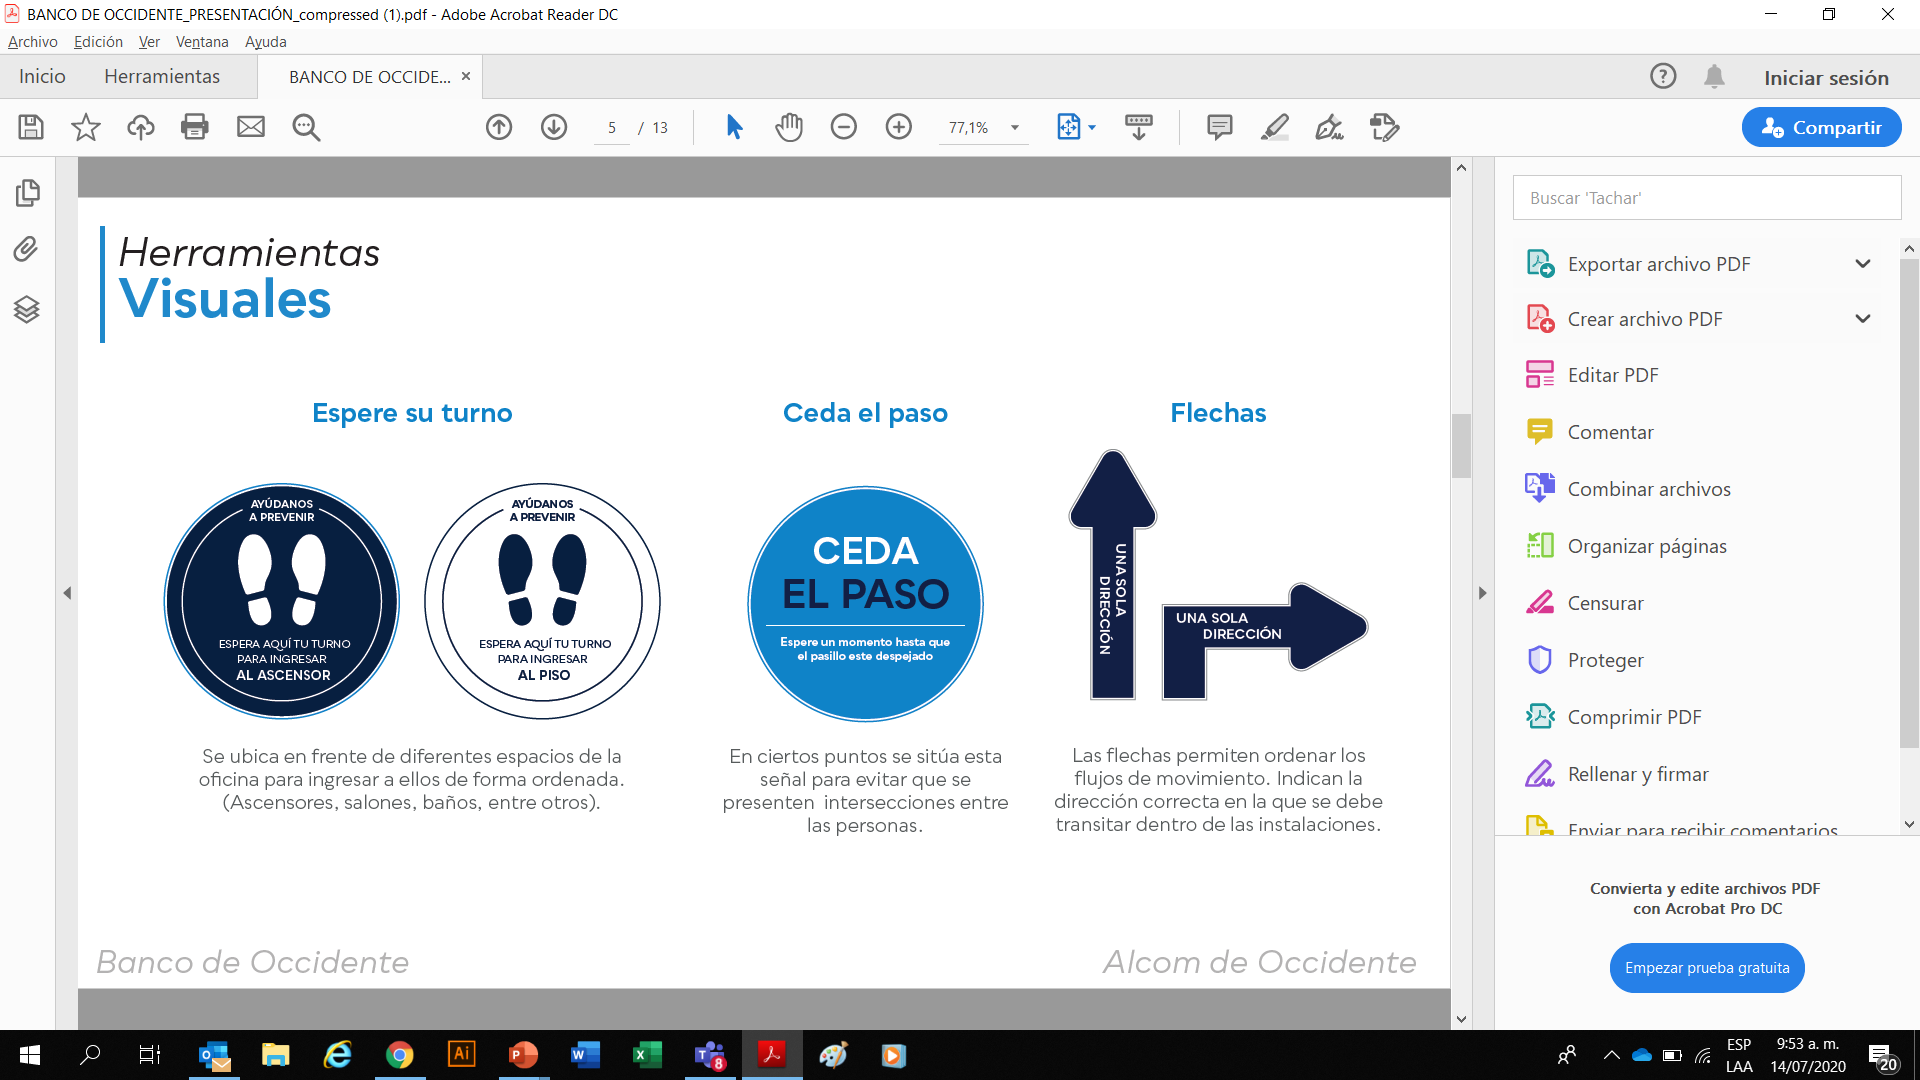 BANCO DE OCCIDENTE_PRESENTACIÓN_compressed (1).pdf - Adobe Acrobat Reader DC
Archivo Edición Ver Ventana Ayuda
Inicio Herramientas BANCO DE OCCIDE... Iniciar sesión
5 / 13 77,1% Compartir
Herramientas
Visuales
Espere su turno
AYÚDANOS
A PREVENIR
ESPERA AQUÍ TU TURNO
PARA INGRESAR
AL ASCENSOR
AYÚDANOS
A PREVENIR
ESPERA AQUÍ TU TURNO
PARA INGRESAR
AL PISO
Se ubica en frente de diferentes espacios de la
oficina para ingresar a ellos de forma ordenada.
(Ascensores, salones, baños, entre otros).
Ceda el paso
CEDA
EL PASO
Espere un momento hasta que
el pasillo este despejado
En ciertos puntos se sitúa esta
señal para evitar que se
presenten intersecciones entre
las personas.
Flechas
UNA SOLA
DIRECCIÓN
UNA SOLA
DIRECCIÓN
Las flechas permiten ordenar los
flujos de movimiento. Indican la
dirección correcta en la que se debe
transitar dentro de las instalaciones.
Banco de Occidente
Alcom de Occidente
Buscar 'Tachar'
Exportar archivo PDF
Crear archivo PDF
Editar PDF
Comentar
Combinar archivos
Organizar páginas
Censurar
Proteger
Comprimir PDF
Rellenar y firmar
Enviar para recibir comentarios
Convierta y edite archivos PDF
con Acrobat Pro DC
Empezar prueba gratuita
ESP
LAA
9:53 a. m.
14/07/2020
20
8